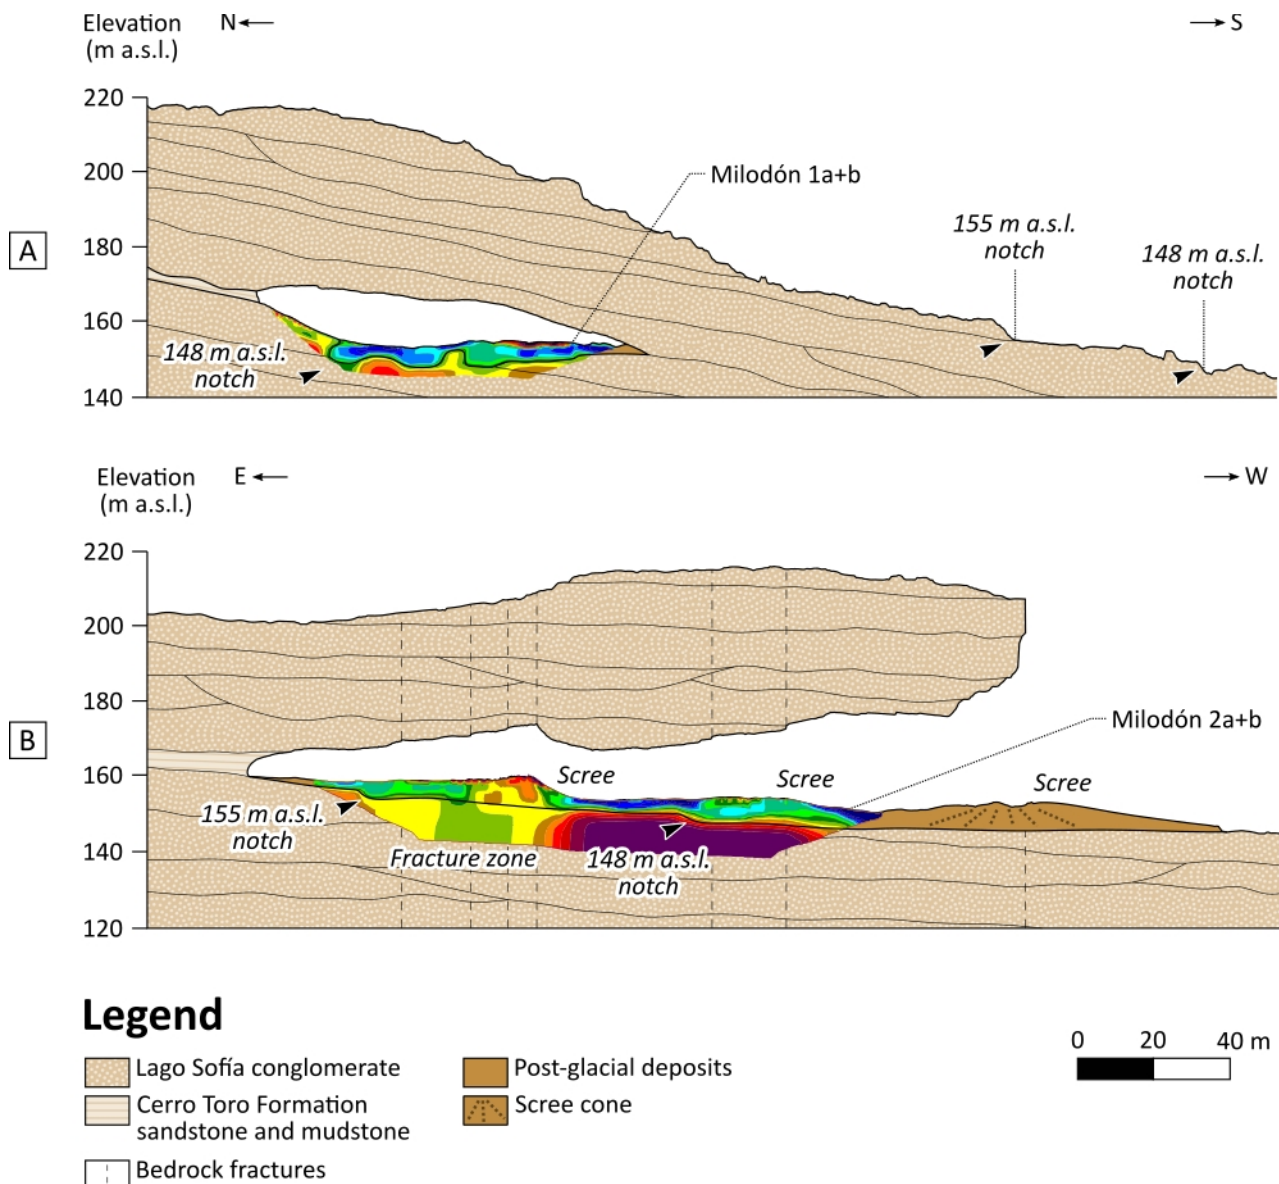 Elevation
(m a.s.l.)
N
S
220
200
180
160
140
A
Milodón 1a+b
155 m a.s.l.
notch
148 m a.s.l.
notch
148 m a.s.l.
notch
Elevation
(m a.s.l.)
E
W
220
200
180
160
140
120
B
Milodón 2a+b
Scree
Scree
Scree
155 m a.s.l.
notch
Fracture zone
148 m a.s.l.
notch
Legend
Lago Sofía conglomerate
Cerro Toro Formation
sandstone and mudstone
Bedrock fractures
Post-glacial deposits
Scree cone
0 20 40 m